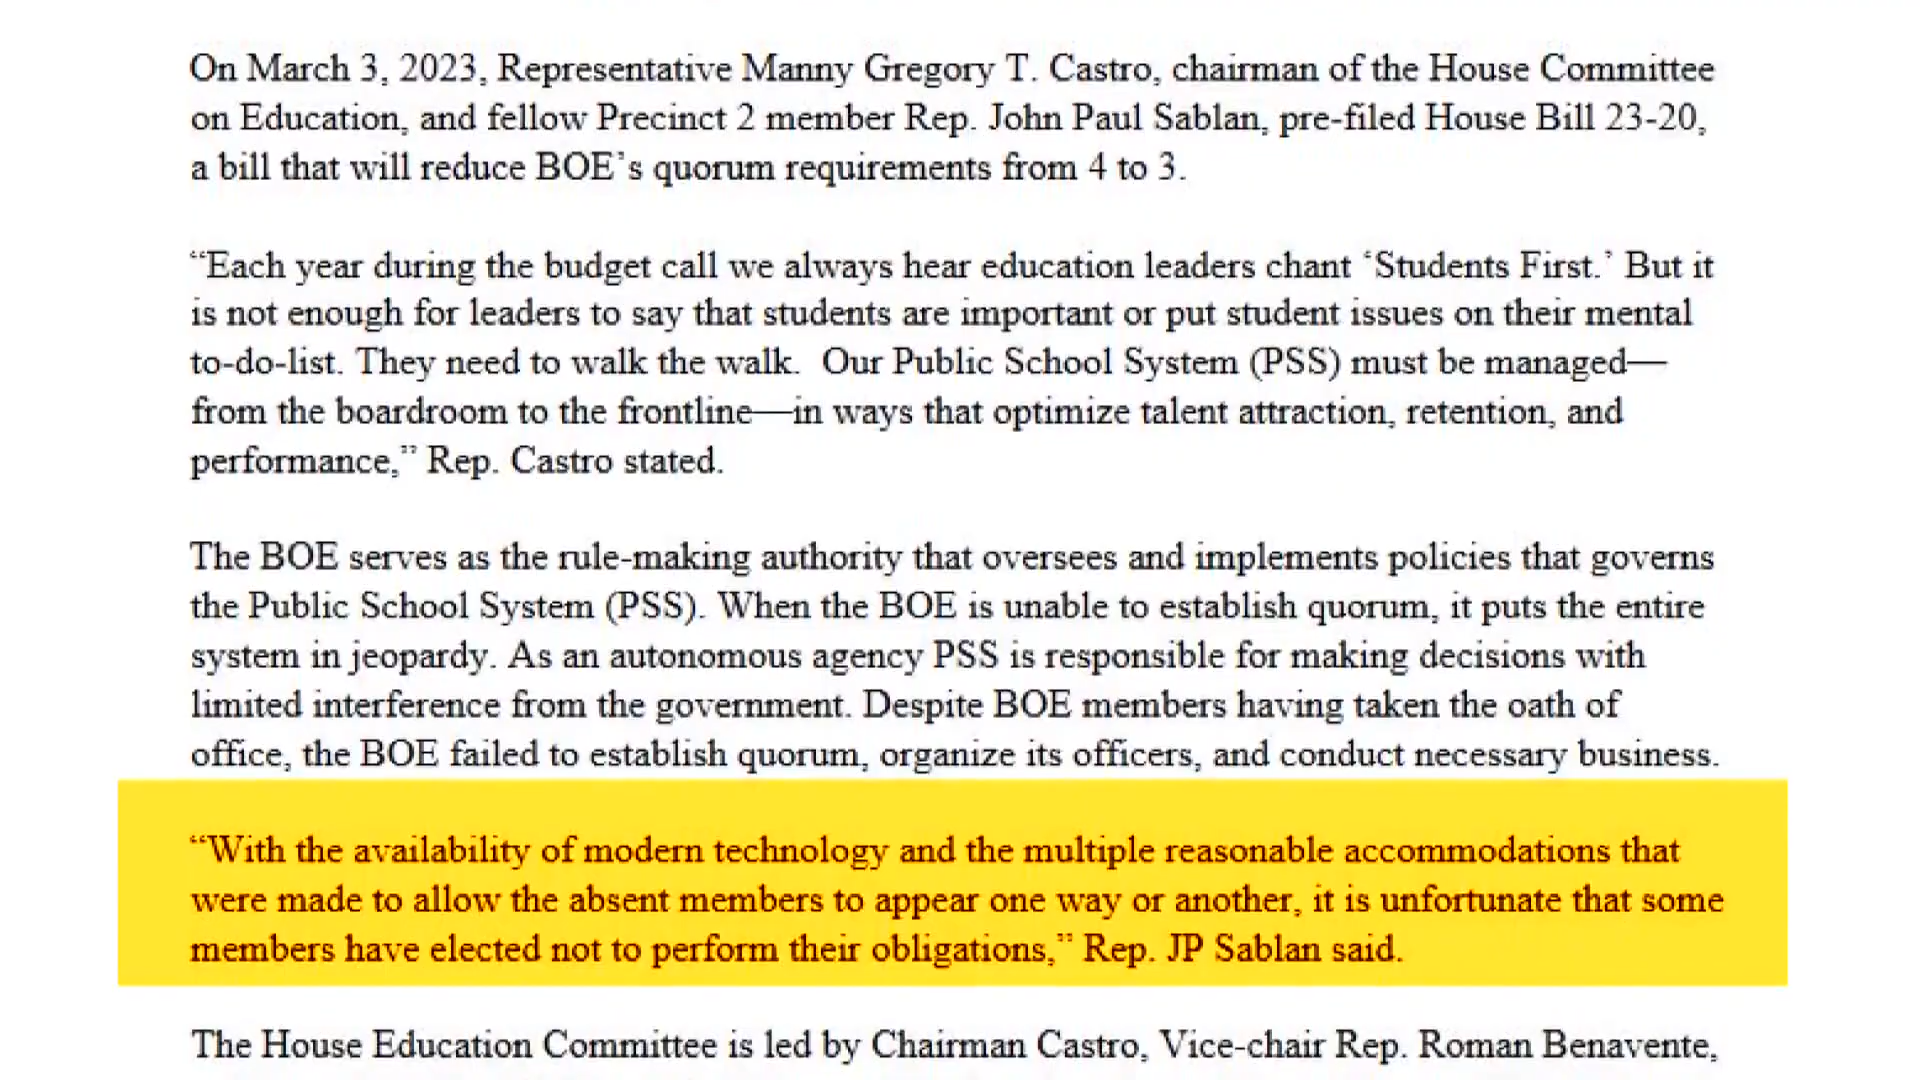 On March 3, 2023, Representative Manny Gregory T. Castro, chairman of the House Committee
on Education, and fellow Precinct 2 member Rep. John Paul Sablan, pre-filed House Bill 23-20,
a bill that will reduce BOE’s quorum requirements from 4 to 3.
“Each year during the budget call we always hear education leaders chant ‘Students First.’ But it
is not enough for leaders to say that students are important or put student issues on their mental
to-do-list. They need to walk the walk.  Our Public School System (PSS) must be managed—
from the boardroom to the frontline—in ways that optimize talent attraction, retention, and
performance,” Rep. Castro stated.
The BOE serves as the rule-making authority that oversees and implements policies that governs
the Public School System (PSS). When the BOE is unable to establish quorum, it puts the entire
system in jeopardy. As an autonomous agency PSS is responsible for making decisions with
limited interference from the government. Despite BOE members having taken the oath of
office, the BOE failed to establish quorum, organize its officers, and conduct necessary business.
“With the availability of modern technology and the multiple reasonable accommodations that
were made to allow the absent members to appear one way or another, it is unfortunate that some
members have elected not to perform their obligations,” Rep. JP Sablan said.
The House Education Committee is led by Chairman Castro, Vice-chair Rep. Roman Benavente,